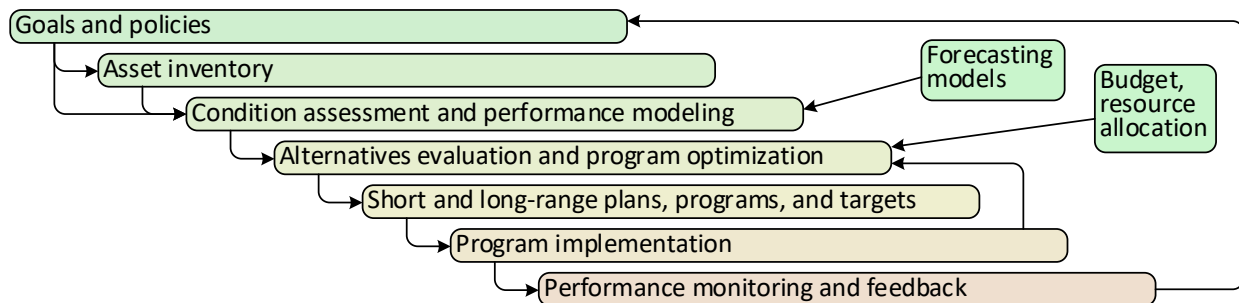 Goals and policies
Asset inventory
Forecasting
models
Budget,
resource
allocation
Condition assessment and performance modeling
Alternatives evaluation and program optimization
Short and long-range plans, programs, and targets
Program implementation
Performance monitoring and feedback